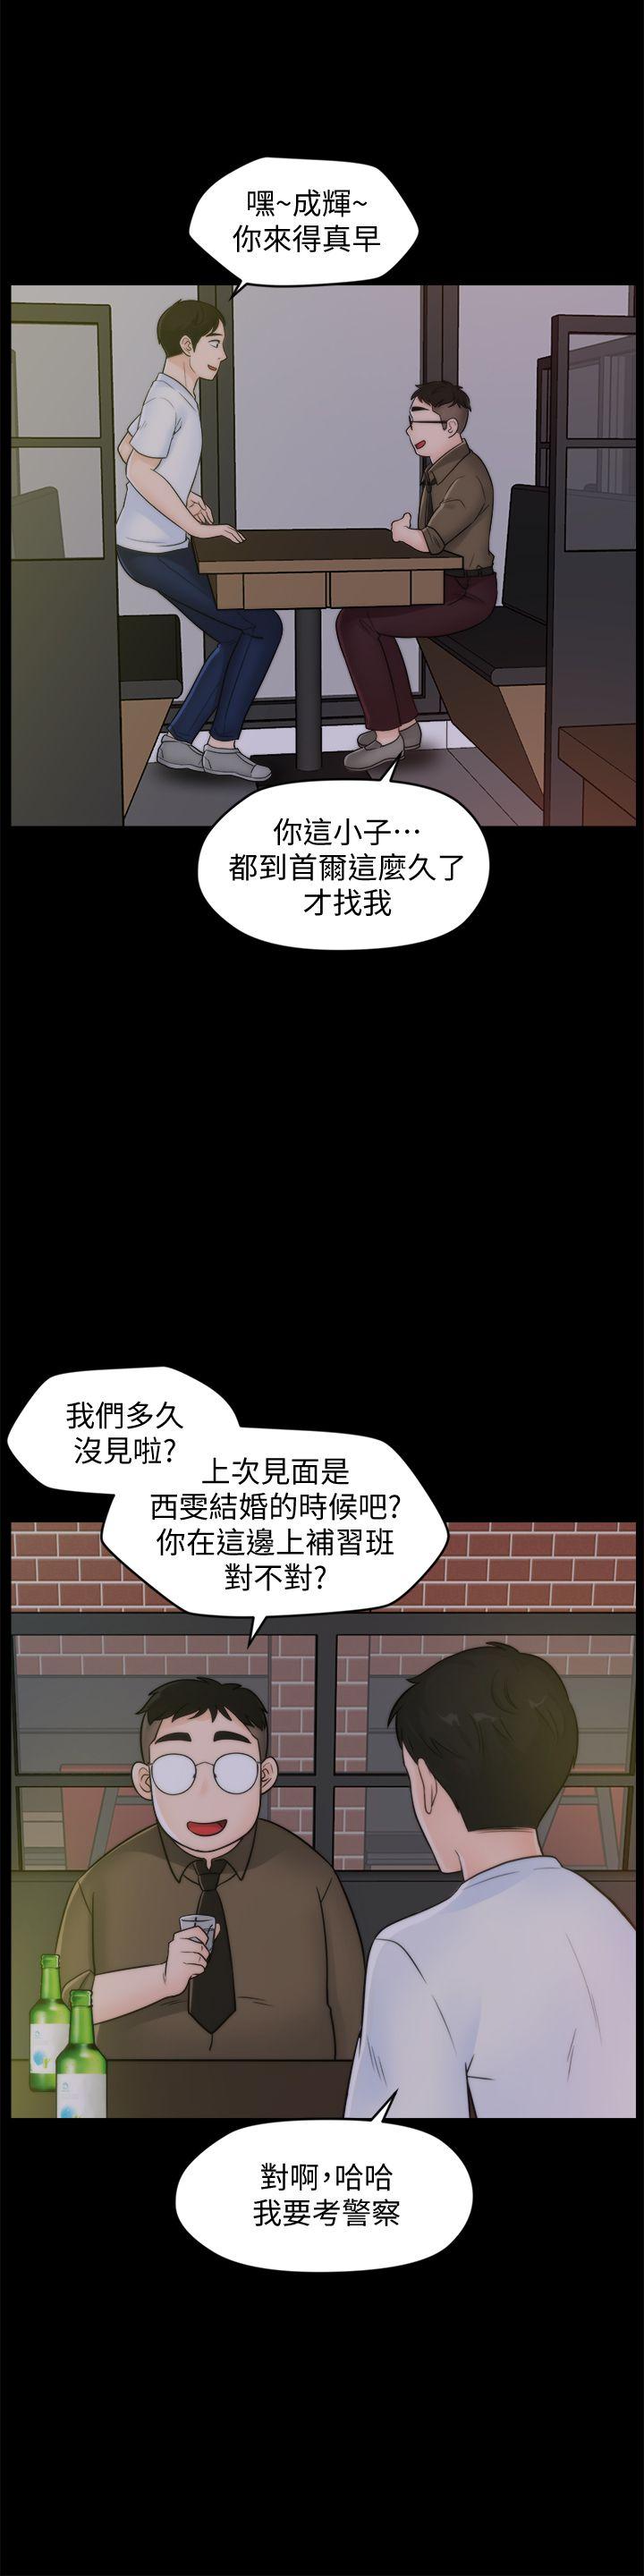 嘿~成輝~
你來得真早
你這小子⋯
都到首爾這麼久了
才找我
我們多久
沒見啦?
上次見面是
西雯結婚的時候吧?
你在這邊上補習班
對不對?
對啊,哈哈
我要考警察